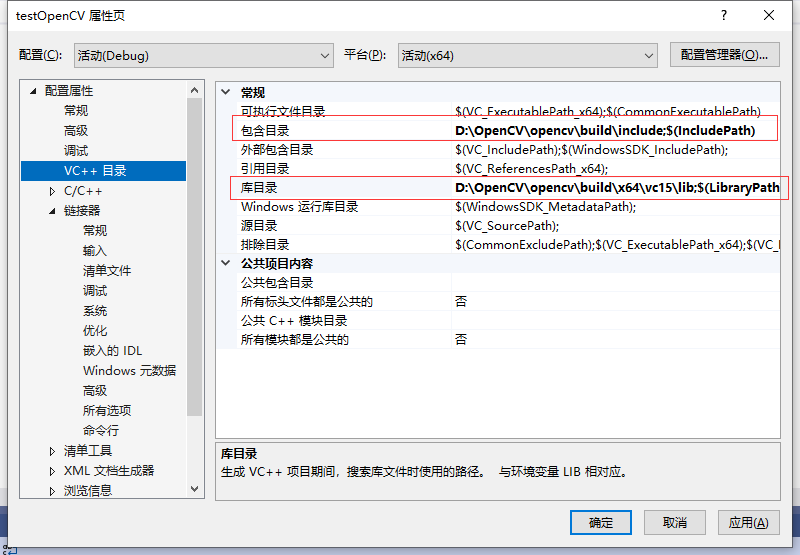 testOpenCV 属性页
? ×
配置(C): 活动(Debug) 平台(P): 活动(x64) 配置管理器(O)...
配置属性
常规
高级
调试
VC++ 目录
C/C++
链接器
常规
输入
清单文件
调试
系统
优化
嵌入的 IDL
Windows 元数据
高级
所有选项
命令行
清单工具
XML 文档生成器
浏览信息
常规
可执行文件目录 $(VC_ExecutablePath_x64);$(CommonExecutablePath)
包含目录 D:\OpenCV\opencv\build\include;$(IncludePath)
外部包含目录 $(VC_IncludePath);$(WindowsSDK_IncludePath);
引用目录 $(VC_ReferencesPath_x64);
库目录 D:\OpenCV\opencv\build\x64\vc15\lib;$(LibraryPath
Windows 运行库目录 $(WindowsSDK_MetadataPath);
源目录 $(VC_SourcePath);
排除目录 $(CommonExcludePath);$(VC_ExecutablePath_x64);$(VC_
公共项目内容
公共包含目录
所有标头文件都是公共的 否
公共 C++ 模块目录
所有模块都是公共的 否
库目录
生成 VC++ 项目期间，搜索库文件时使用的路径。 与环境变量 LIB 相对应。
确定 取消 应用(A)